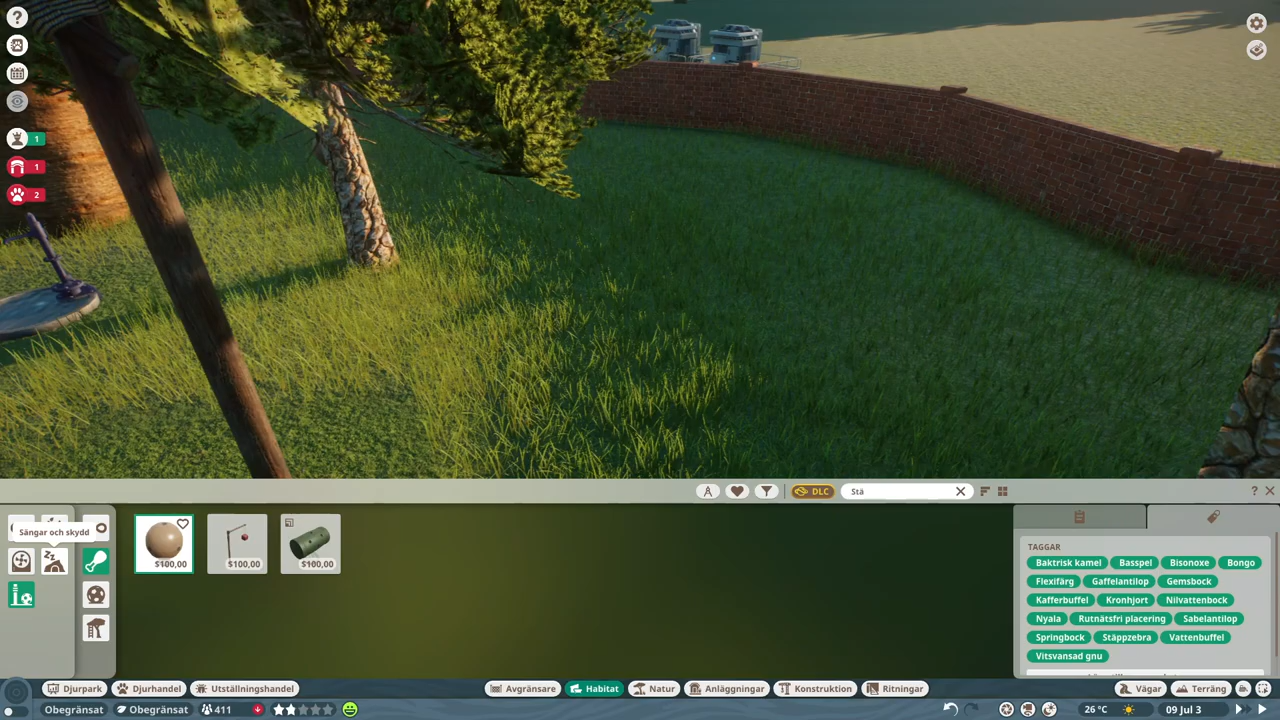 ?
1
1
2
DLC
Stä
?
Sängar och skydd
$100,00
$100,00
$100,00
TAGGAR
Baktrisk kamel
Basspel
Bisonoxe
Bongo
Flexifärg
Gaffelantilop
Gemsbock
Kafferbuffel
Kronhjort
Nilvattenbock
Nyala
Rutnätsfri placering
Sabelantilop
Springbock
Stäppzebra
Vattenbuffel
Vitsvansad gnu
Djurpark
Djurhandel
Utställningshandel
Avgränsare
Habitat
Natur
Anläggningar
Konstruktion
Ritningar
Vägar
Terräng
Obegränsat
Obegränsat
411
26 °C
09 Jul 3